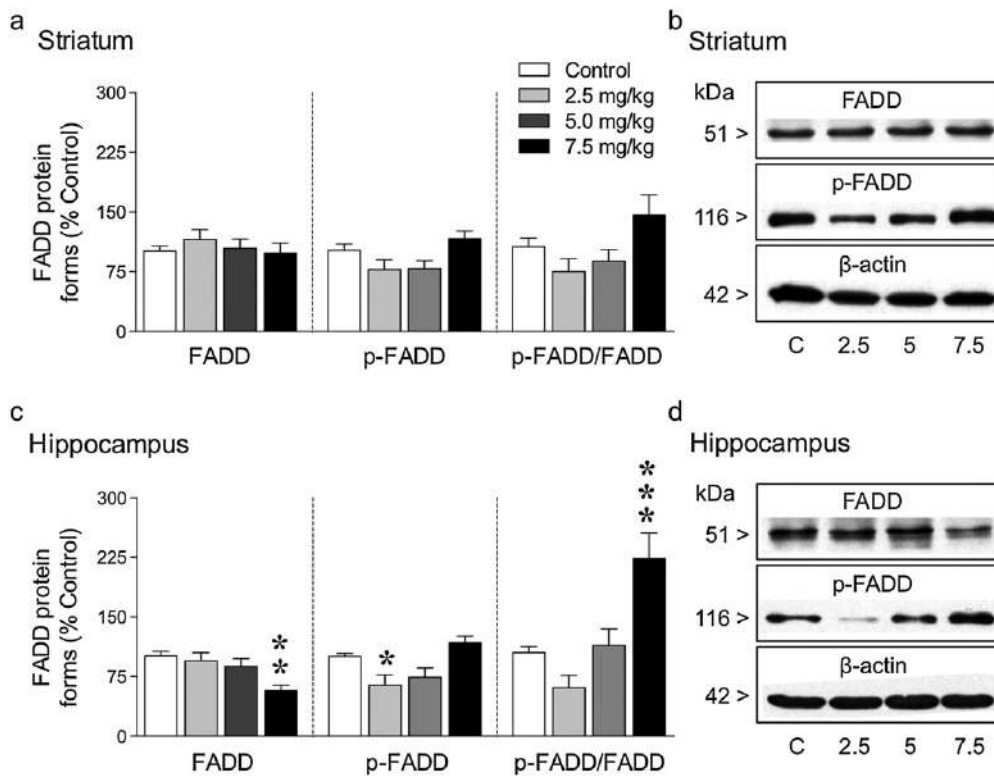 a
Striatum
Control
2.5 mg/kg
5.0 mg/kg
7.5 mg/kg
FADD protein
forms (% Control)
300
225
150
75
0
FADD p-FADD p-FADD/FADD
b
Striatum
kDa
FADD
51 >
p-FADD
116 >
β-actin
42 >
C 2.5 5 7.5
c
Hippocampus
FADD protein
forms (% Control)
300
225
150
75
0
**
*
***
FADD p-FADD p-FADD/FADD
d
Hippocampus
kDa
FADD
51 >
p-FADD
116 >
β-actin
42 >
C 2.5 5 7.5